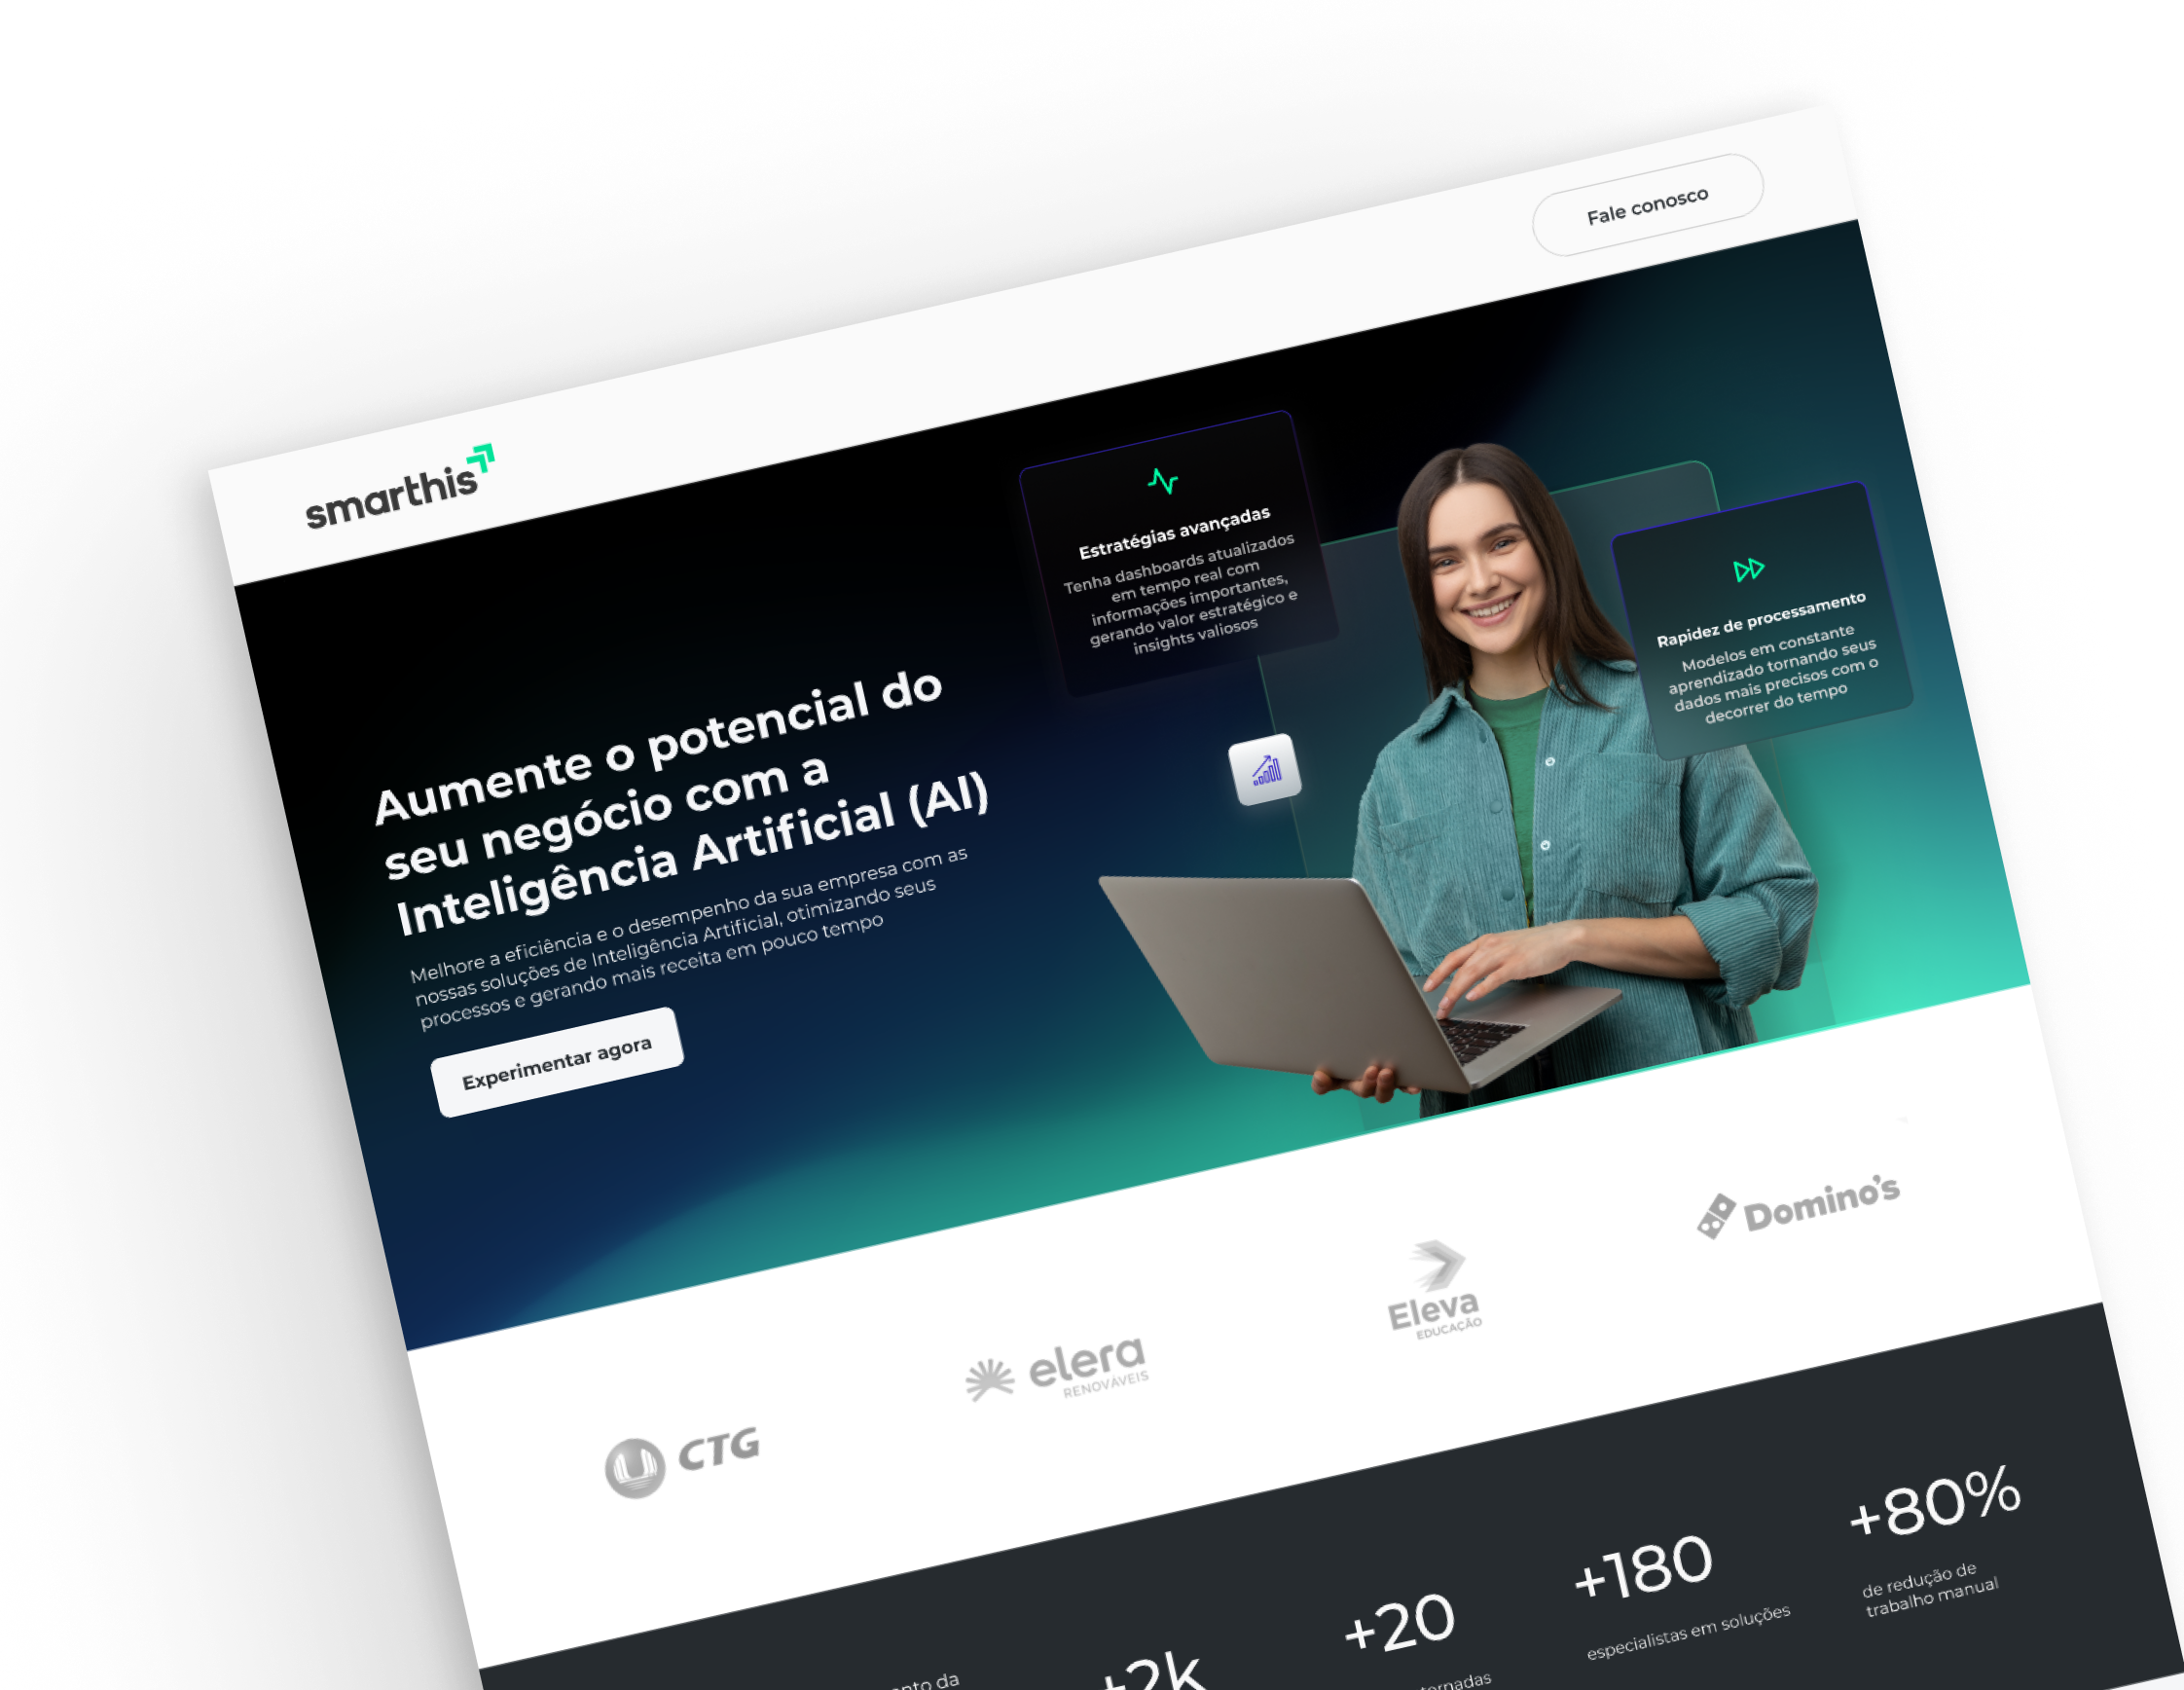 smarthis
Fale conosco
Aumente o potencial do
seu negócio com a
Inteligência Artificial (AI)
Melhore a eficiência e o desempenho da sua empresa com as
nossas soluções de Inteligência Artificial, otimizando seus
processos e gerando mais receita em pouco tempo
Experimentar agora
Estratégias avançadas
Tenha dashboards atualizados
em tempo real com
informações importantes,
gerando valor estratégico e
insights valiosos
Rapidez de processamento
Modelos em constante
aprendizado tornando seus
dados mais precisos com o
decorrer do tempo
CTG
elera
RENOVÁVEIS
Eleva
EDUCAÇÃO
Domino's
da
+2k
+20
+180
especialistas em soluções
+80%
de redução de
trabalho manual